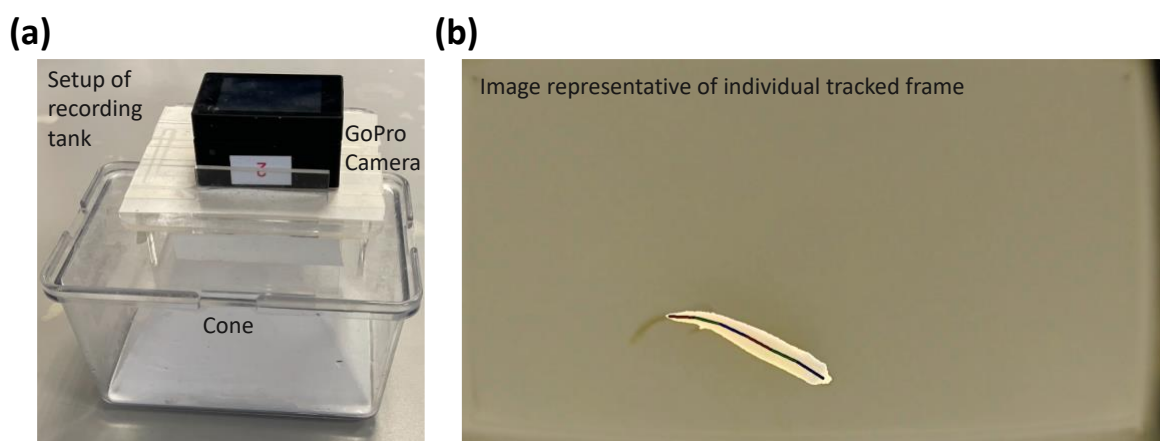 (a)
Setup of
recording
tank
GoPro
Camera
Cone
(b)
Image representative of individual tracked frame